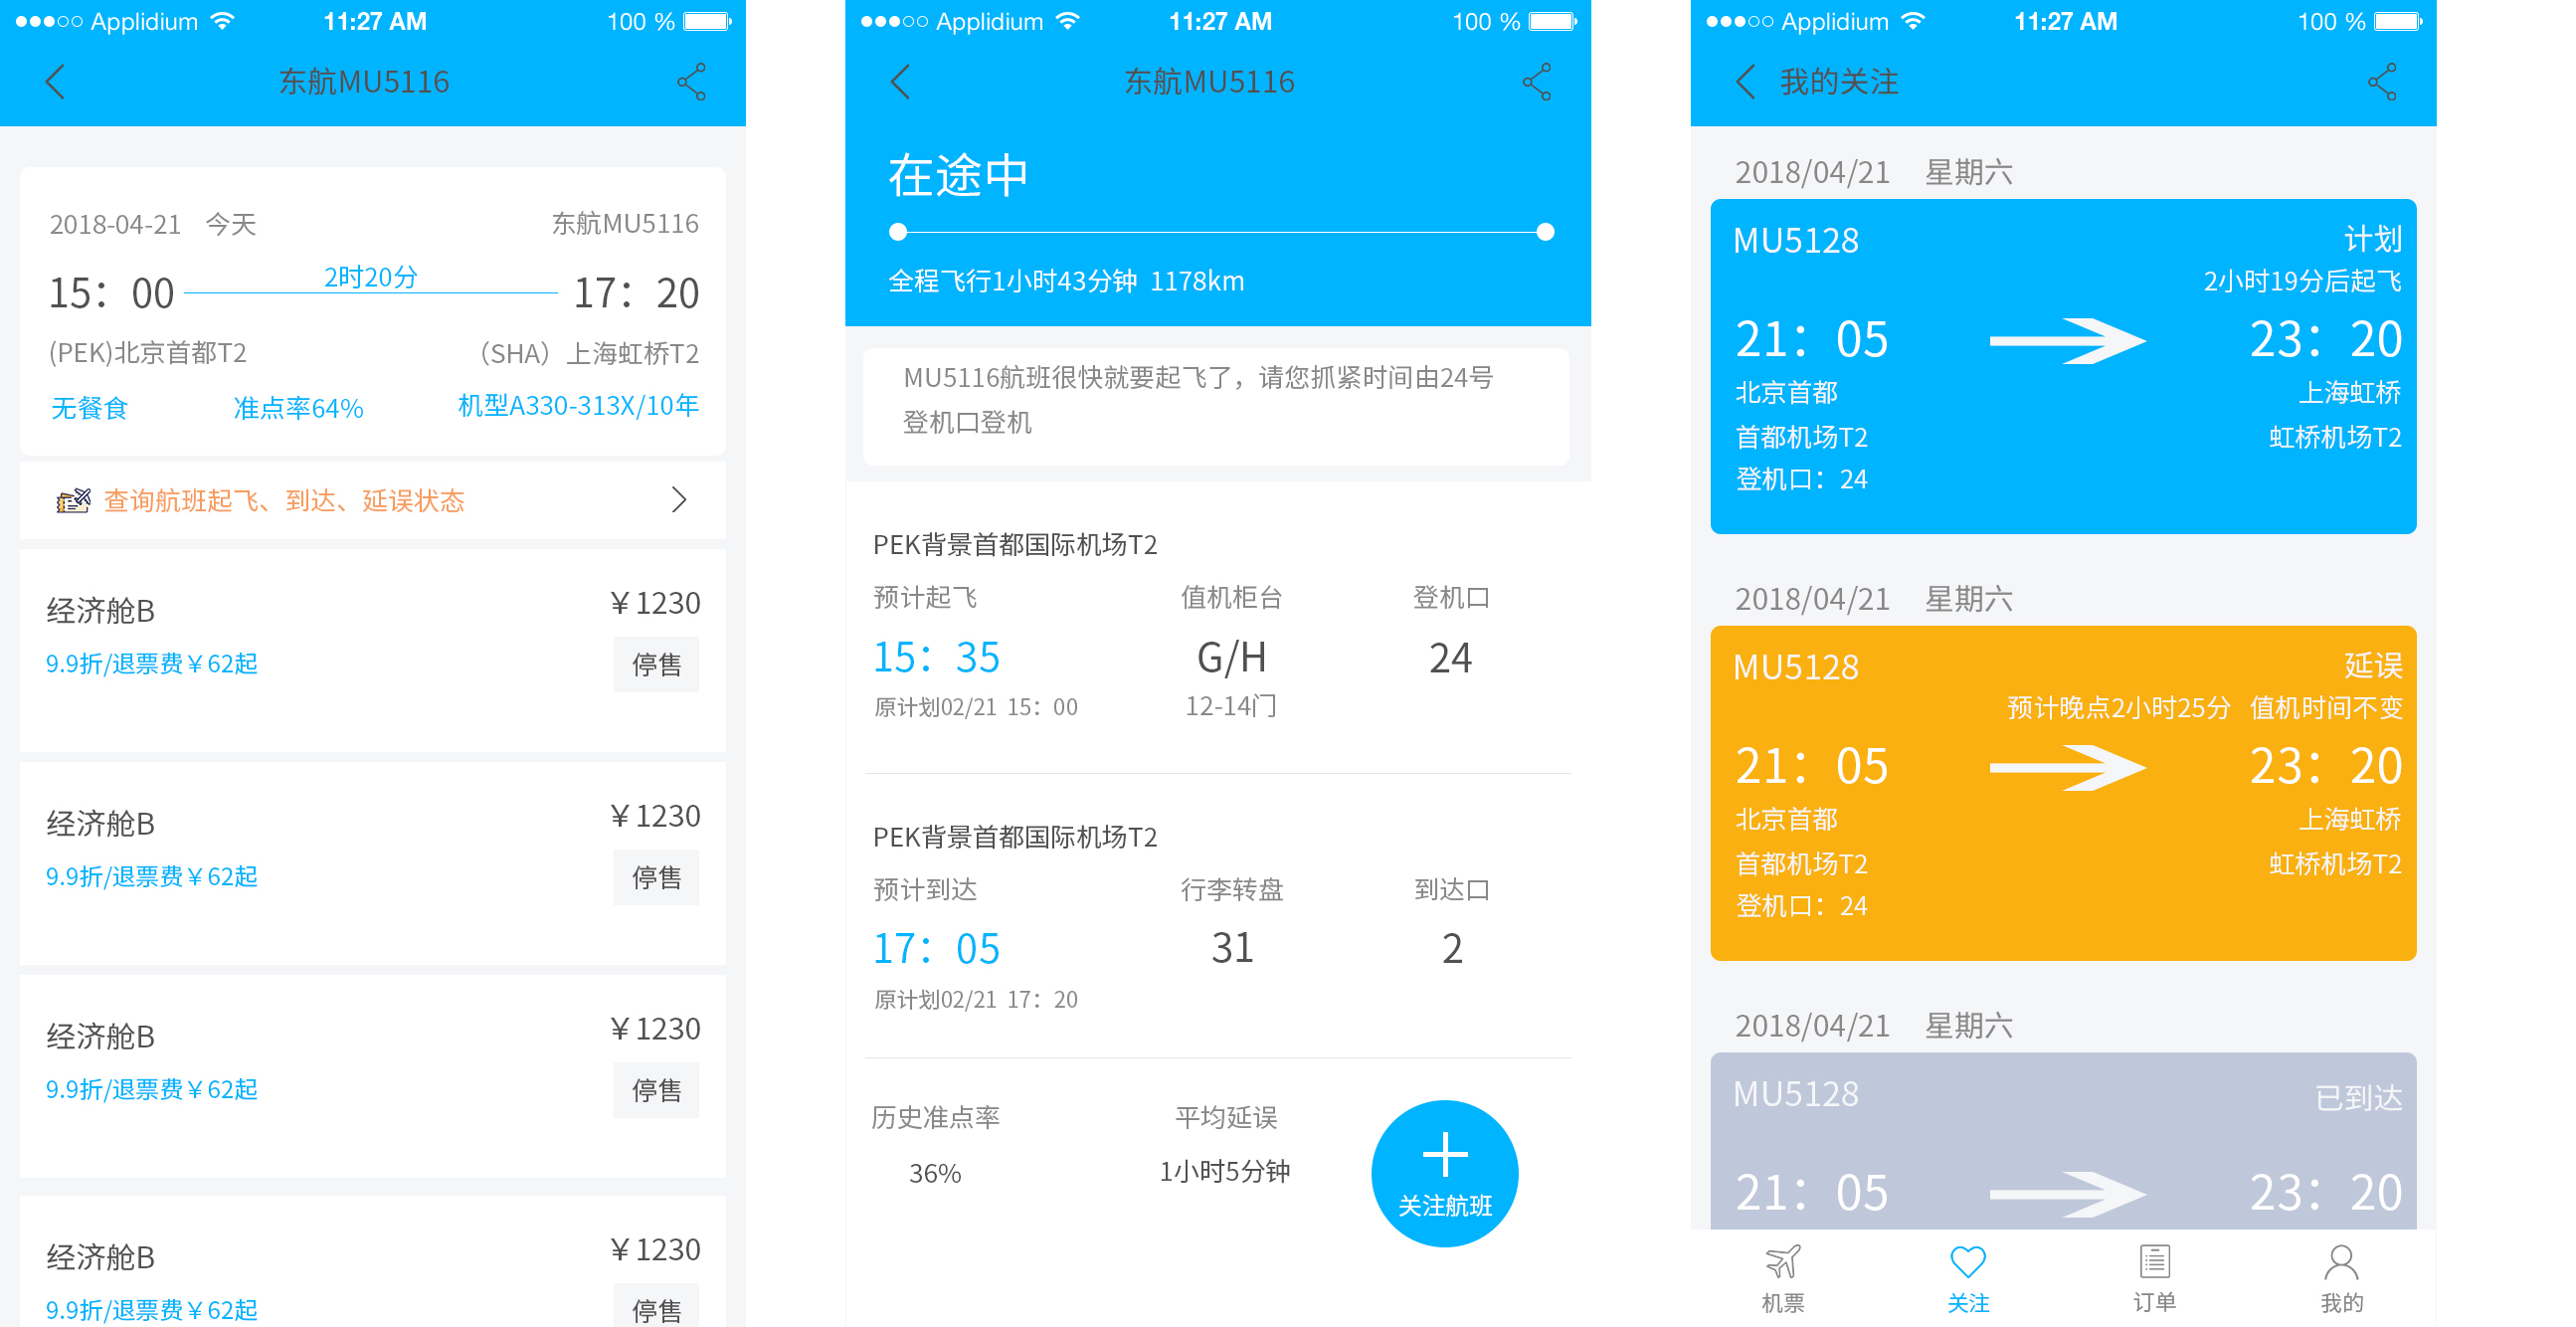 Applidium 11:27 AM 100 %
东航MU5116
2018-04-21 今天 东航MU5116
15：00 2时20分 17：20
(PEK)北京首都T2 （SHA）上海虹桥T2
无餐食 准点率64% 机型A330-313X/10年
查询航班起飞、到达、延误状态
经济舱B ￥1230
9.9折/退票费￥62起 停售
经济舱B ￥1230
9.9折/退票费￥62起 停售
经济舱B ￥1230
9.9折/退票费￥62起 停售
经济舱B ￥1230
9.9折/退票费￥62起 停售
Applidium 11:27 AM 100 %
东航MU5116
在途中
全程飞行1小时43分钟 1178km
MU5116航班很快就要起飞了，请您抓紧时间由24号
登机口登机
PEK背景首都国际机场T2
预计起飞 值机柜台 登机口
15：35 G/H 24
原计划02/21 15：00 12-14门
PEK背景首都国际机场T2
预计到达 行李转盘 到达口
17：05 31 2
原计划02/21 17：20
历史准点率 平均延误
36% 1小时5分钟
关注航班
Applidium 11:27 AM 100 %
我的关注
2018/04/21 星期六
MU5128 计划
2小时19分后起飞
21：05 23：20
北京首都 上海虹桥
首都机场T2 虹桥机场T2
登机口：24
2018/04/21 星期六
MU5128 延误
预计晚点2小时25分 值机时间不变
21：05 23：20
北京首都 上海虹桥
首都机场T2 虹桥机场T2
登机口：24
2018/04/21 星期六
MU5128 已到达
21：05 23：20
机票 关注 订单 我的